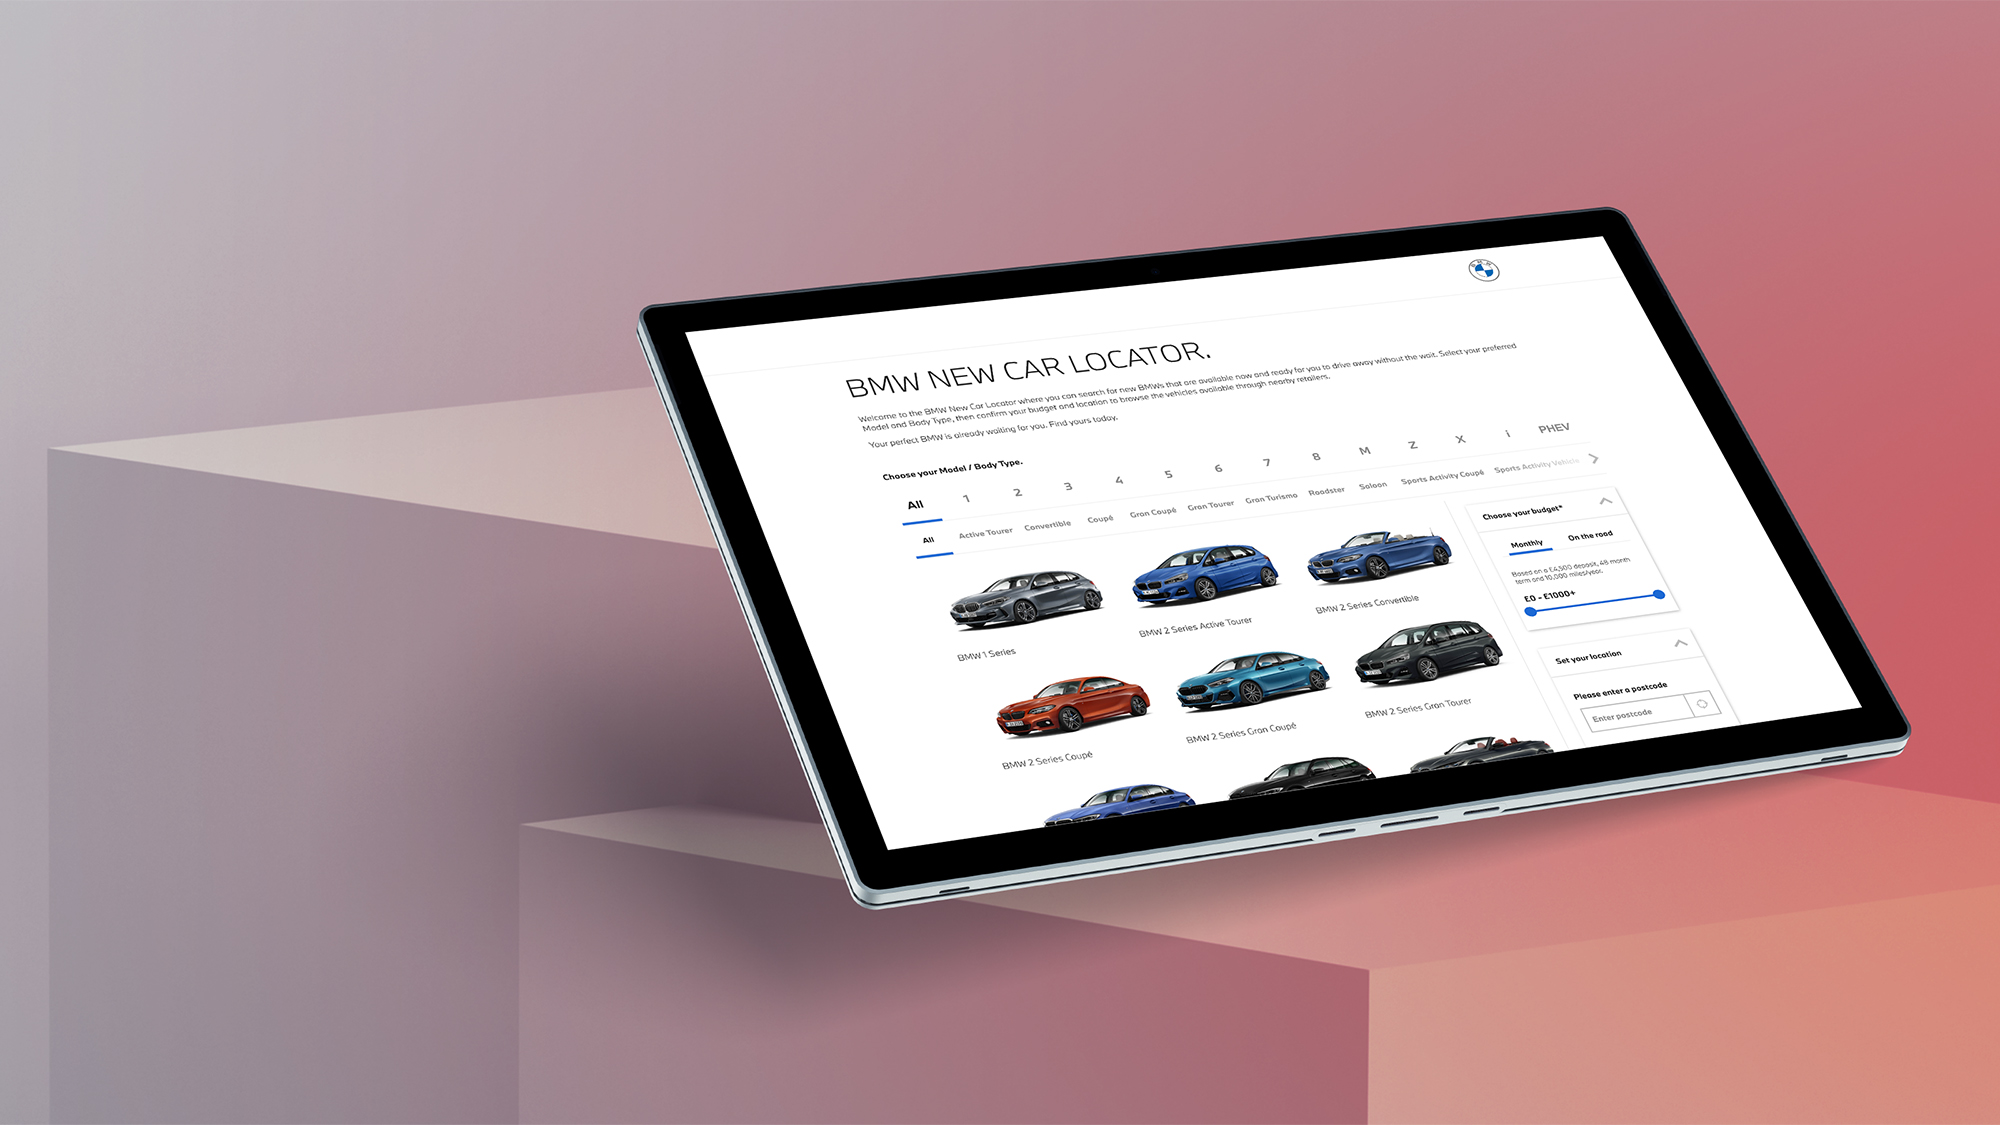 BMW NEW CAR LOCATOR.
Welcome to the BMW New Car Locator where you can search for new BMWs that are available now and ready for you to drive away without the wait. Select your preferred
Model and Body Type, then confirm your budget and location to browse the vehicles available through nearby retailers.
Your perfect BMW is already waiting for you. Find yours today.
Choose your Model / Body Type.
All 1 2 3 4 5 6 7 8 M Z X i PHEV
All Active Tourer Convertible Coupé Gran Coupé Gran Tourer Gran Turismo Roadster Saloon Sports Activity Coupé Sports Activity Vehicle
BMW 1 Series
BMW 2 Series Active Tourer
BMW 2 Series Convertible
BMW 2 Series Coupé
BMW 2 Series Gran Coupé
BMW 2 Series Gran Tourer
Choose your budget*
Monthly On the road
Based on a £4,500 deposit, 48 month
term and 10,000 miles/year.
£0 - £1000+
Set your location
Please enter a postcode
Enter postcode